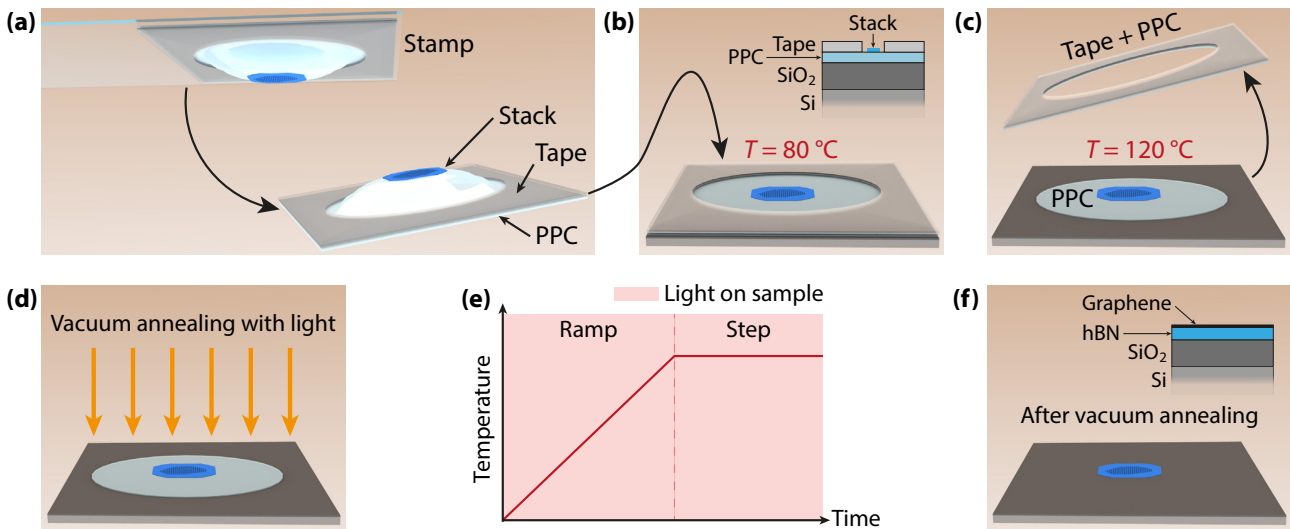 (a)
Stamp
Stack
Tape
PPC
(b)
Stack
Tape
PPC
SiO₂
Si
T = 80 °C
(c)
Tape + PPC
T = 120 °C
PPC
(d)
Vacuum annealing with light
(e)
Light on sample
Ramp
Step
Temperature
Time
(f)
Graphene
hBN
SiO₂
Si
After vacuum annealing